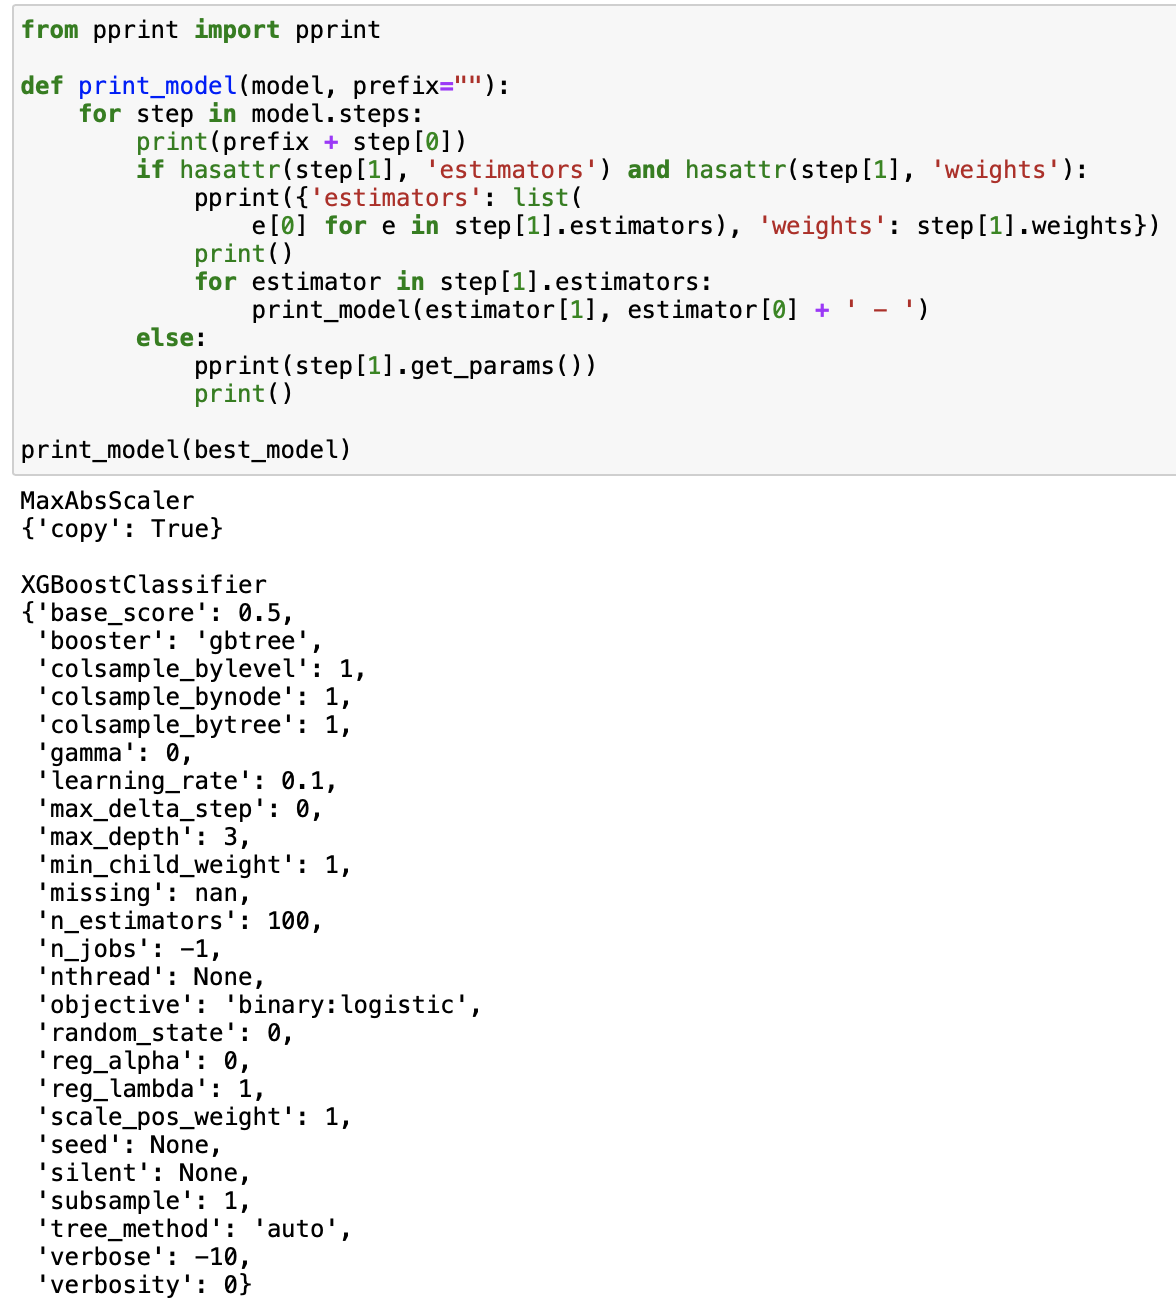 from pprint import pprint
def print_model(model, prefix=""):
    for step in model.steps:
        print(prefix + step[0])
        if hasattr(step[1], 'estimators') and hasattr(step[1], 'weights'):
            pprint({'estimators': list(
                e[0] for e in step[1].estimators), 'weights': step[1].weights})
            print()
            for estimator in step[1].estimators:
                print_model(estimator[1], estimator[0] + ' - ')
        else:
            pprint(step[1].get_params())
            print()
print_model(best_model)
MaxAbsScaler
{'copy': True}
XGBoostClassifier
{'base_score': 0.5,
 'booster': 'gbtree',
 'colsample_bylevel': 1,
 'colsample_bynode': 1,
 'colsample_bytree': 1,
 'gamma': 0,
 'learning_rate': 0.1,
 'max_delta_step': 0,
 'max_depth': 3,
 'min_child_weight': 1,
 'missing': nan,
 'n_estimators': 100,
 'n_jobs': -1,
 'nthread': None,
 'objective': 'binary:logistic',
 'random_state': 0,
 'reg_alpha': 0,
 'reg_lambda': 1,
 'scale_pos_weight': 1,
 'seed': None,
 'silent': None,
 'subsample': 1,
 'tree_method': 'auto',
 'verbose': -10,
 'verbosity': 0}